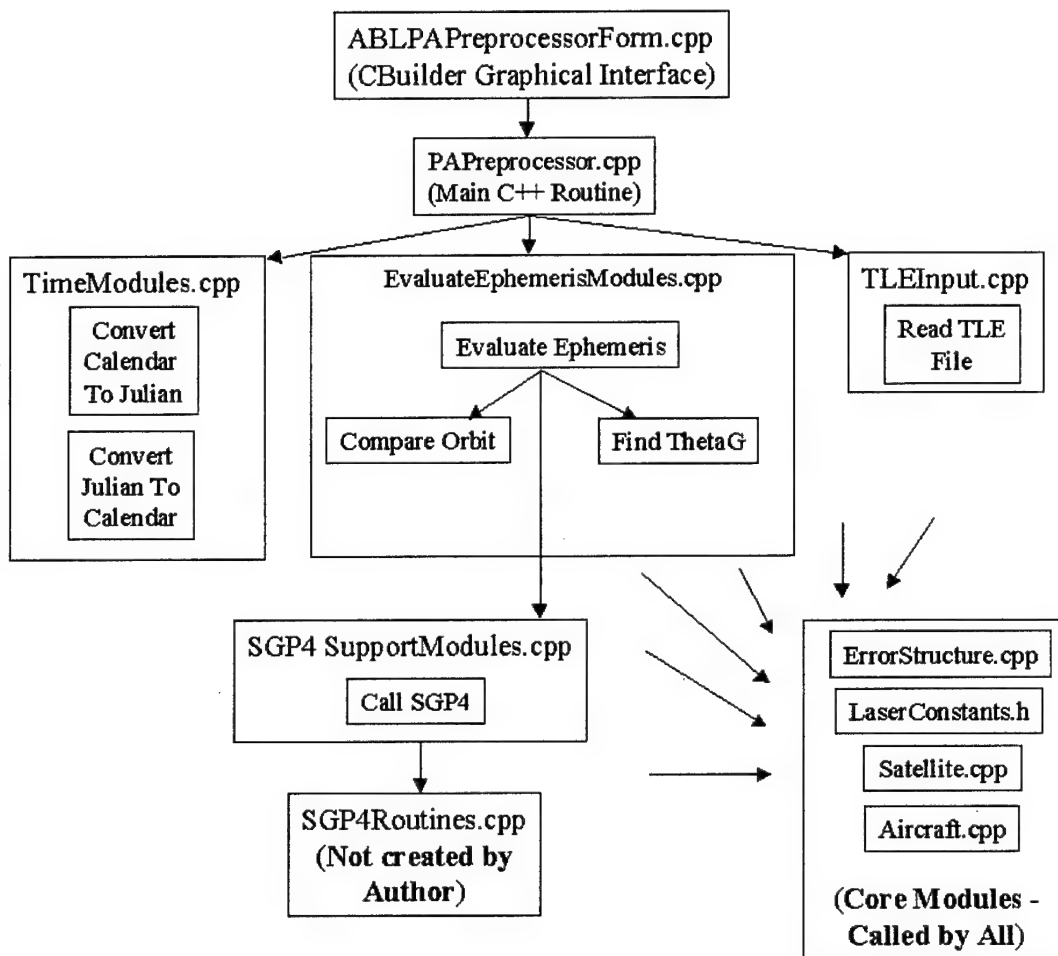 ABLPAPreprocessorForm.cpp
(CBuilder Graphical Interface)
PAPreprocessor.cpp
(Main C++ Routine)
TimeModules.cpp
Convert
Calendar
To Julian
Convert
Julian To
Calendar
EvaluateEphemerisModules.cpp
Evaluate Ephemeris
Compare Orbit
Find ThetaG
TLEInput.cpp
Read TLE
File
SGP4 SupportModules.cpp
Call SGP4
SGP4Routines.cpp
(Not created by
Author)
ErrorStructure.cpp
LaserConstants.h
Satellite.cpp
Aircraft.cpp
(Core Modules -
Called by All)